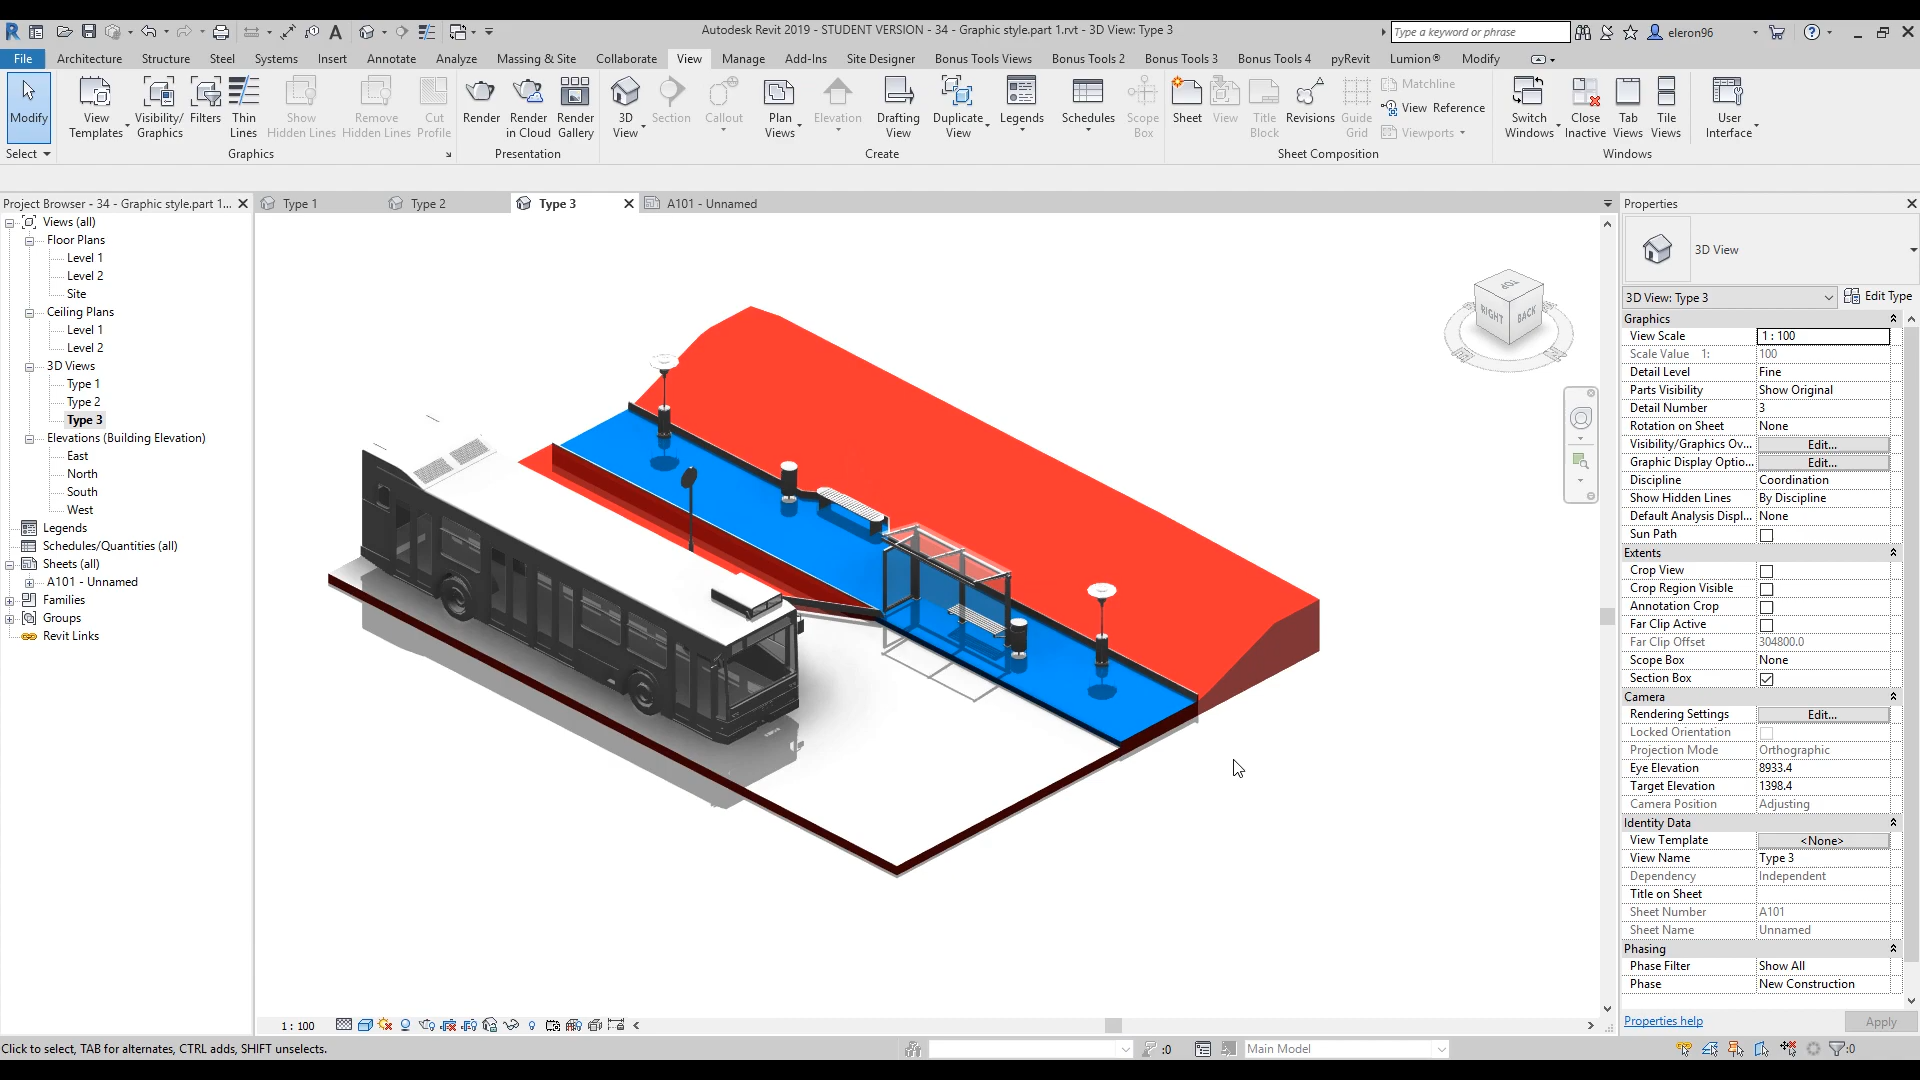 Autodesk Revit 2019 - STUDENT VERSION - 34 - Graphic style.part 1.rvt - 3D View: Type 3
Type a keyword or phrase
eleron96
File Architecture Structure Steel Systems Insert Annotate Analyze Massing & Site Collaborate View Manage Add-Ins Site Designer Bonus Tools Views Bonus Tools 2 Bonus Tools 3 Bonus Tools 4 pyRevit Lumion® Modify
Modify
View Templates
Visibility/ Graphics
Filters
Thin Lines
Show Hidden Lines
Remove Hidden Lines
Cut Profile
Render
Render in Cloud
Render Gallery
3D View
Section
Callout
Plan Views
Elevation
Drafting View
Duplicate View
Legends
Schedules
Scope Box
Sheet
View
Title Block
Revisions
Guide Grid
Matchline
View Reference
Viewports
Switch Windows
Close Inactive
Tab Views
Tile Views
User Interface
Select Graphics Presentation Create Sheet Composition Windows
Project Browser - 34 - Graphic style.part 1...
Views (all)
Floor Plans
Level 1
Level 2
Site
Ceiling Plans
Level 1
Level 2
3D Views
Type 1
Type 2
Type 3
Elevations (Building Elevation)
East
North
South
West
Legends
Schedules/Quantities (all)
Sheets (all)
A101 - Unnamed
Families
Groups
Revit Links
Type 1 Type 2 Type 3 A101 - Unnamed
TOP
RIGHT BACK
Properties
3D View
3D View: Type 3 Edit Type
Graphics
View Scale 1 : 100
Scale Value 1: 100
Detail Level Fine
Parts Visibility Show Original
Detail Number 3
Rotation on Sheet None
Visibility/Graphics Ov... Edit...
Graphic Display Optio... Edit...
Discipline Coordination
Show Hidden Lines By Discipline
Default Analysis Displ... None
Sun Path
Extents
Crop View
Crop Region Visible
Annotation Crop
Far Clip Active
Far Clip Offset 304800.0
Scope Box None
Section Box
Camera
Rendering Settings Edit...
Locked Orientation
Projection Mode Orthographic
Eye Elevation 8933.4
Target Elevation 1398.4
Camera Position Adjusting
Identity Data
View Template <None>
View Name Type 3
Dependency Independent
Title on Sheet
Sheet Number A101
Sheet Name Unnamed
Phasing
Phase Filter Show All
Phase New Construction
Properties help Apply
1 : 100
Click to select, TAB for alternates, CTRL adds, SHIFT unselects.
:0
Main Model
:0